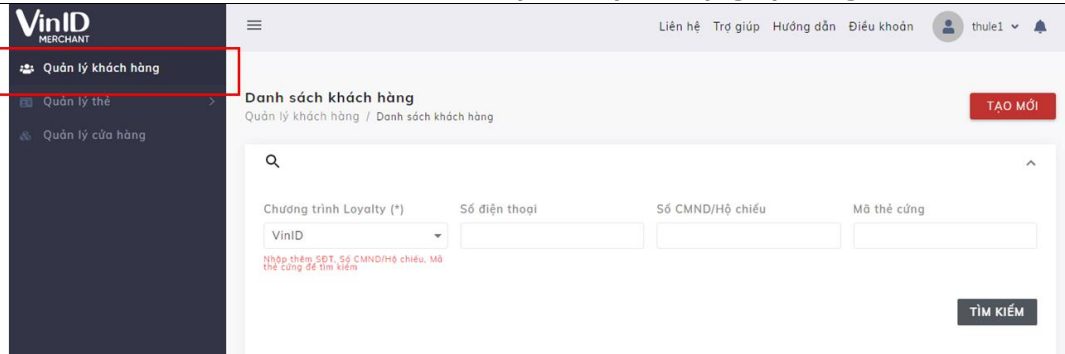 VinID
MERCHANT
Liên hệ Trợ giúp Hướng dẫn Điều khoản thule1
Quản lý khách hàng
Quản lý thẻ
Quản lý cửa hàng
Danh sách khách hàng
Quản lý khách hàng / Danh sách khách hàng
TẠO MỚI
Chương trình Loyalty (*) Số điện thoại Số CMND/Hộ chiếu Mã thẻ cứng
VinID
Nhập thêm SĐT, Số CMND/Hộ chiếu, Mã
thẻ cứng để tìm kiếm
TÌM KIẾM